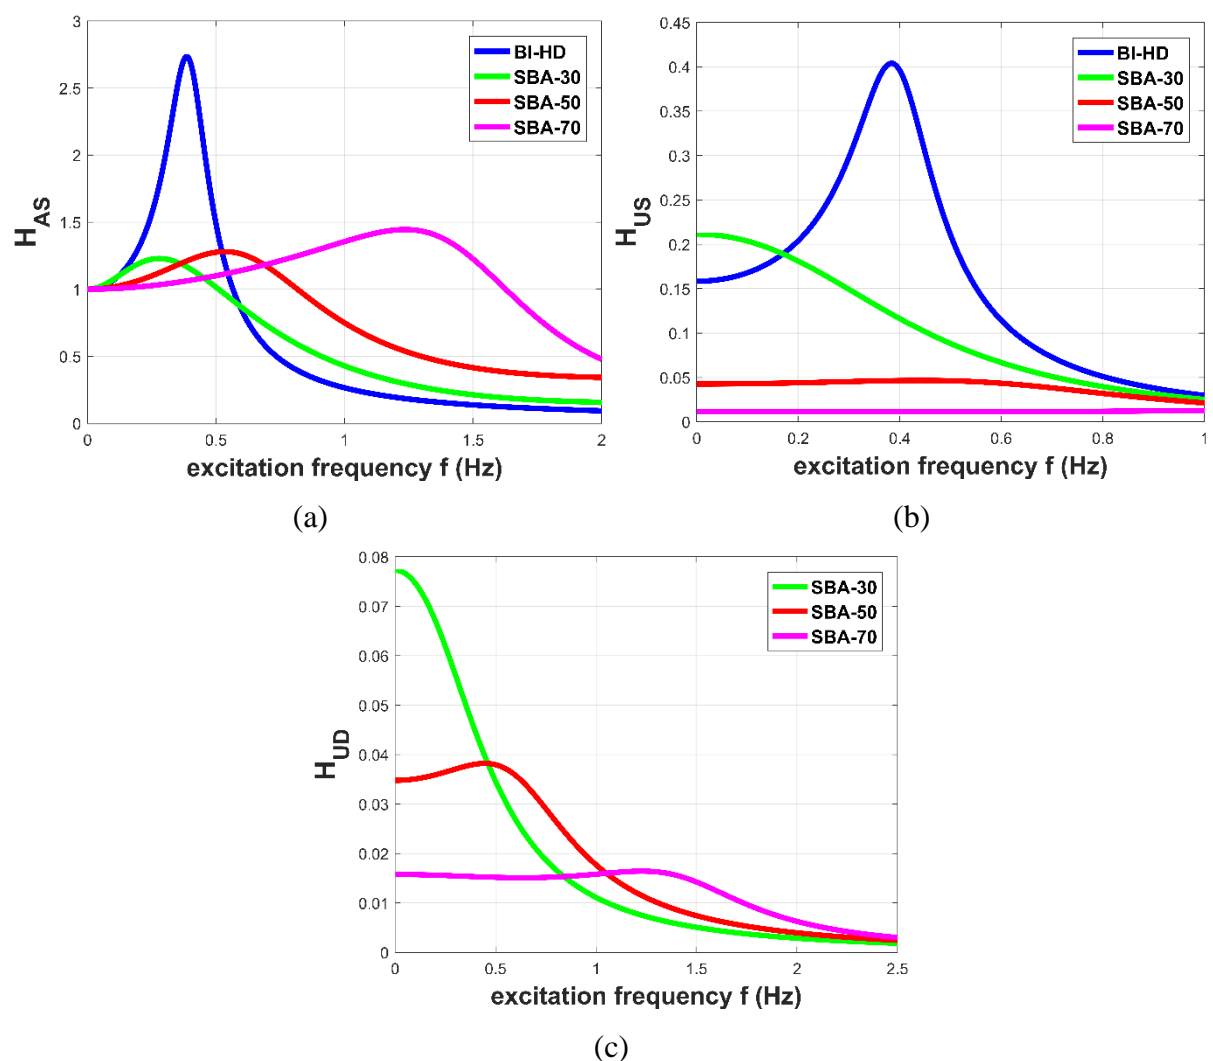 3
2.5
2
1.5
1
0.5
0
H_AS
BI-HD
SBA-30
SBA-50
SBA-70
0 0.5 1 1.5 2
excitation frequency f (Hz)
(a)
0.45
0.4
0.35
0.3
0.25
0.2
0.15
0.1
0.05
0
H_US
BI-HD
SBA-30
SBA-50
SBA-70
0 0.2 0.4 0.6 0.8 1
excitation frequency f (Hz)
(b)
0.08
0.07
0.06
0.05
0.04
0.03
0.02
0.01
0
H_UD
SBA-30
SBA-50
SBA-70
0 0.5 1 1.5 2 2.5
excitation frequency f (Hz)
(c)